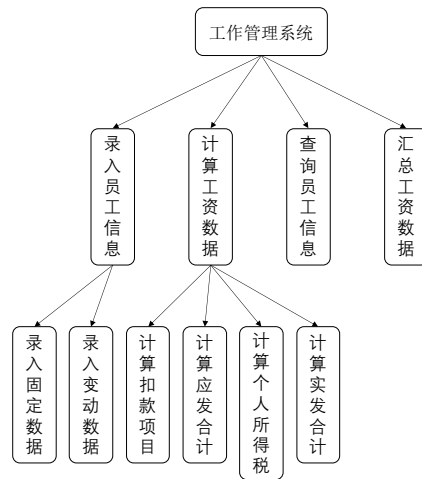 工作管理系统
录入员工信息
计算工资数据
查询员工信息
汇总工资数据
录入固定数据
录入变动数据
计算扣款项目
计算应发合计
计算个人所得税
计算实发合计